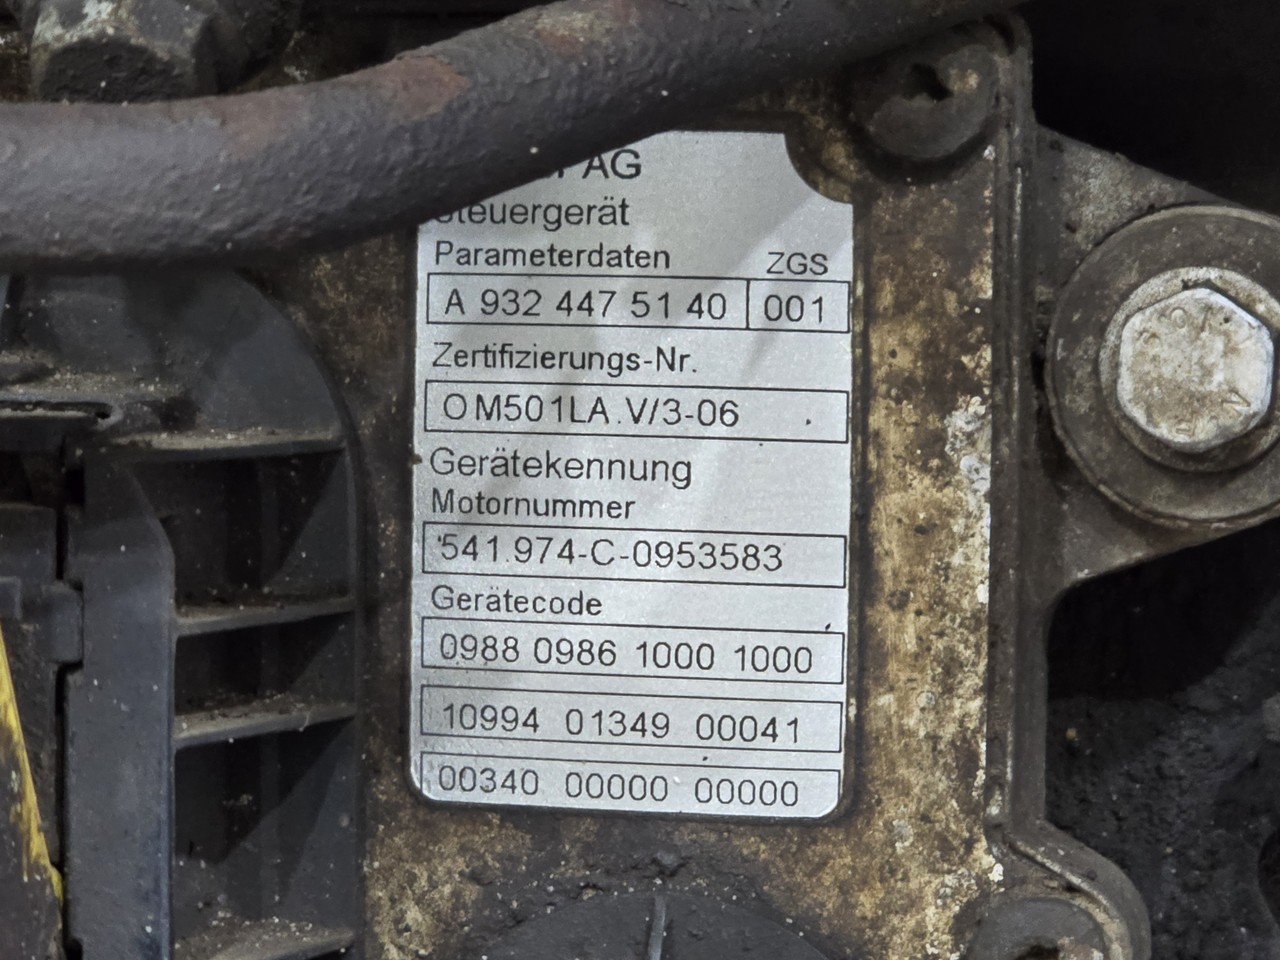 AG
Steuergerät
Parameterdaten ZGS
A 932 447 51 40 001
Zertifizierungs-Nr.
OM501LA.V/3-06
Gerätekennung
Motornummer
541.974-C-0953583
Gerätecode
0988 0986 1000 1000
10994 01349 00041
00340 00000 00000